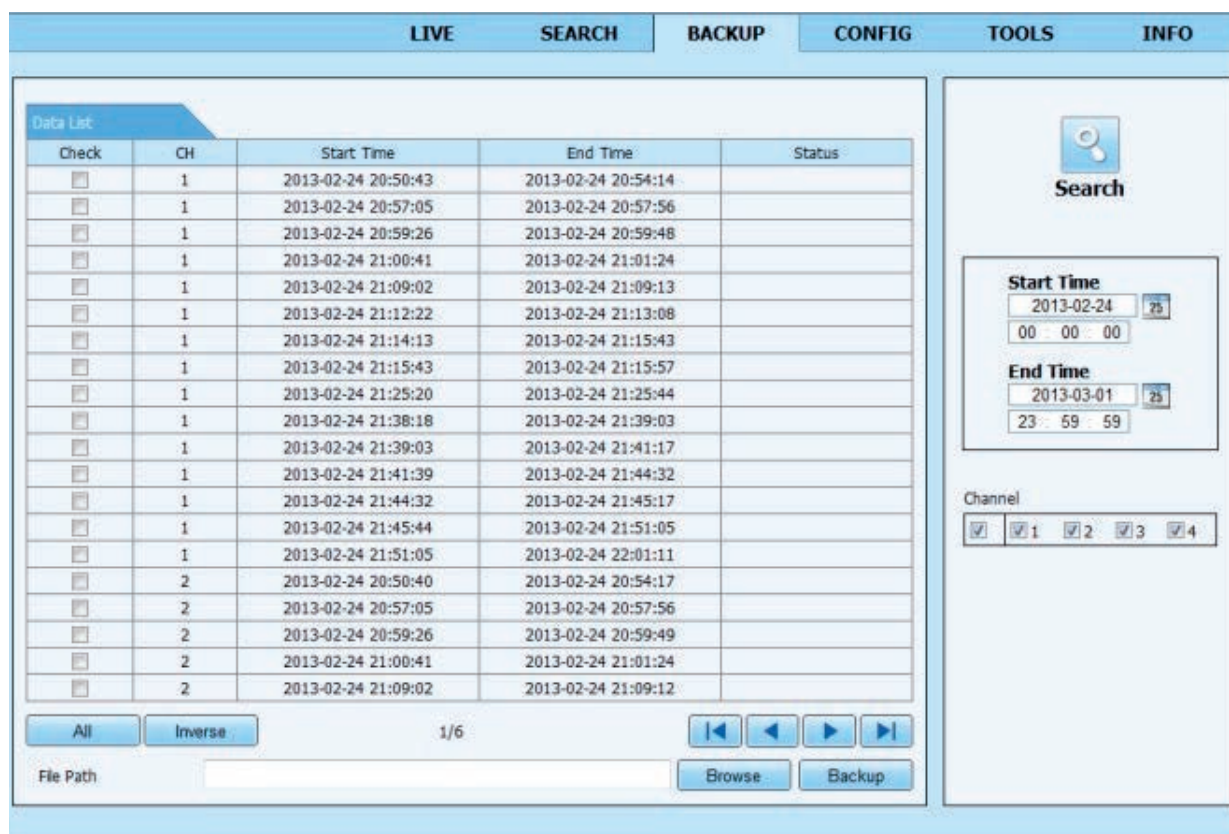 LIVE SEARCH BACKUP CONFIG TOOLS INFO
Data List
Check CH Start Time End Time Status
1 2013-02-24 20:50:43 2013-02-24 20:54:14
1 2013-02-24 20:57:05 2013-02-24 20:57:56
1 2013-02-24 20:59:26 2013-02-24 20:59:48
1 2013-02-24 21:00:41 2013-02-24 21:01:24
1 2013-02-24 21:09:02 2013-02-24 21:09:13
1 2013-02-24 21:12:22 2013-02-24 21:13:08
1 2013-02-24 21:14:13 2013-02-24 21:15:43
1 2013-02-24 21:15:43 2013-02-24 21:15:57
1 2013-02-24 21:25:20 2013-02-24 21:25:44
1 2013-02-24 21:38:18 2013-02-24 21:39:03
1 2013-02-24 21:39:03 2013-02-24 21:41:17
1 2013-02-24 21:41:39 2013-02-24 21:44:32
1 2013-02-24 21:44:32 2013-02-24 21:45:17
1 2013-02-24 21:45:44 2013-02-24 21:51:05
1 2013-02-24 21:51:05 2013-02-24 22:01:11
2 2013-02-24 20:50:40 2013-02-24 20:54:17
2 2013-02-24 20:57:05 2013-02-24 20:57:56
2 2013-02-24 20:59:26 2013-02-24 20:59:49
2 2013-02-24 21:00:41 2013-02-24 21:01:24
2 2013-02-24 21:09:02 2013-02-24 21:09:12
All Inverse 1/6
File Path Browse Backup
Search
Start Time
2013-02-24 25
00 : 00 : 00
End Time
2013-03-01 25
23 : 59 : 59
Channel
1 2 3 4